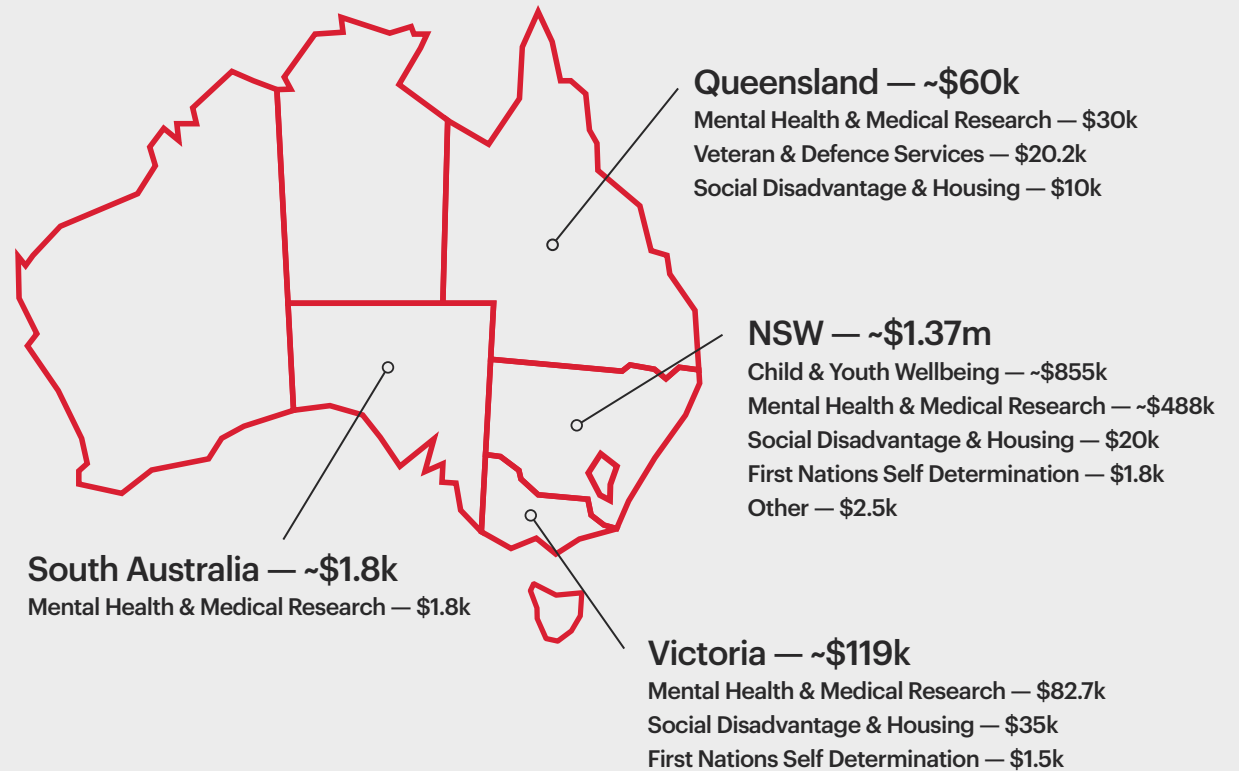 Queensland — ~$60k
Mental Health & Medical Research — $30k
Veteran & Defence Services — $20.2k
Social Disadvantage & Housing — $10k
NSW — ~$1.37m
Child & Youth Wellbeing — ~$855k
Mental Health & Medical Research — ~$488k
Social Disadvantage & Housing — $20k
First Nations Self Determination — $1.8k
Other — $2.5k
South Australia — ~$1.8k
Mental Health & Medical Research — $1.8k
Victoria — ~$119k
Mental Health & Medical Research — $82.7k
Social Disadvantage & Housing — $35k
First Nations Self Determination — $1.5k